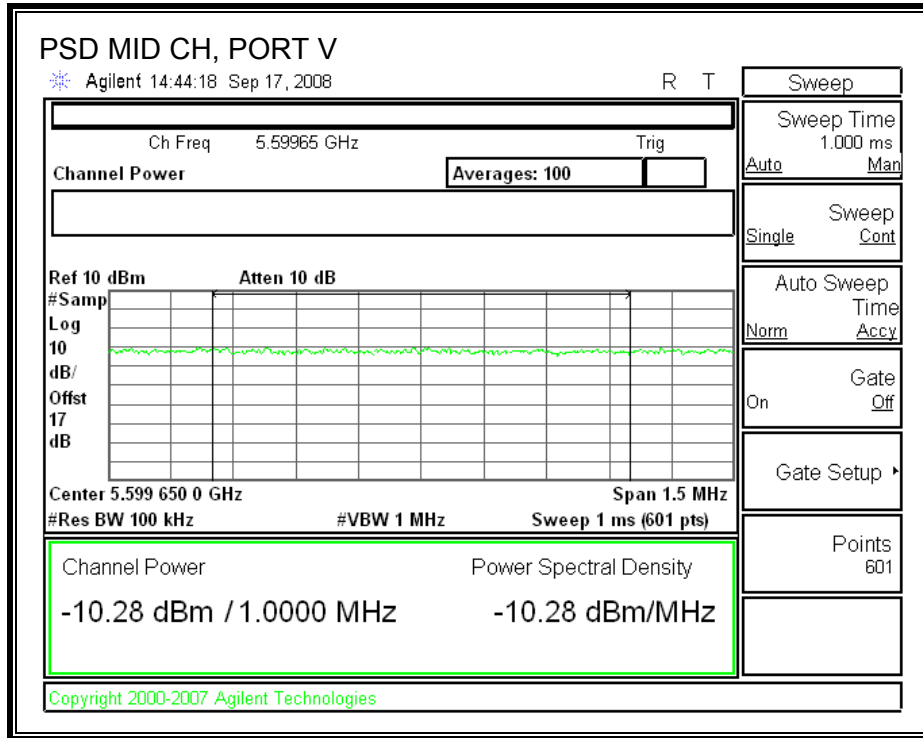 PSD MID CH, PORT V
Agilent 14:44:18 Sep 17, 2008 R T
Ch Freq 5.59965 GHz Trig
Channel Power Averages: 100
Ref 10 dBm Atten 10 dB
#Samp
Log
10
dB/
Offst
17
dB
Center 5.599 650 0 GHz Span 1.5 MHz
#Res BW 100 kHz #VBW 1 MHz Sweep 1 ms (601 pts)
Channel Power Power Spectral Density
-10.28 dBm / 1.0000 MHz -10.28 dBm/MHz
Copyright 2000-2007 Agilent Technologies
Sweep
Sweep Time
1.000 ms
Auto Man
Sweep
Single Cont
Auto Sweep
Time
Norm Accy
Gate
On Off
Gate Setup
Points
601